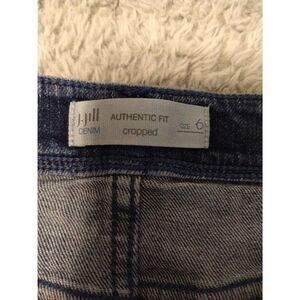 J.Jill
DENIM
AUTHENTIC FIT
cropped
SIZE 6